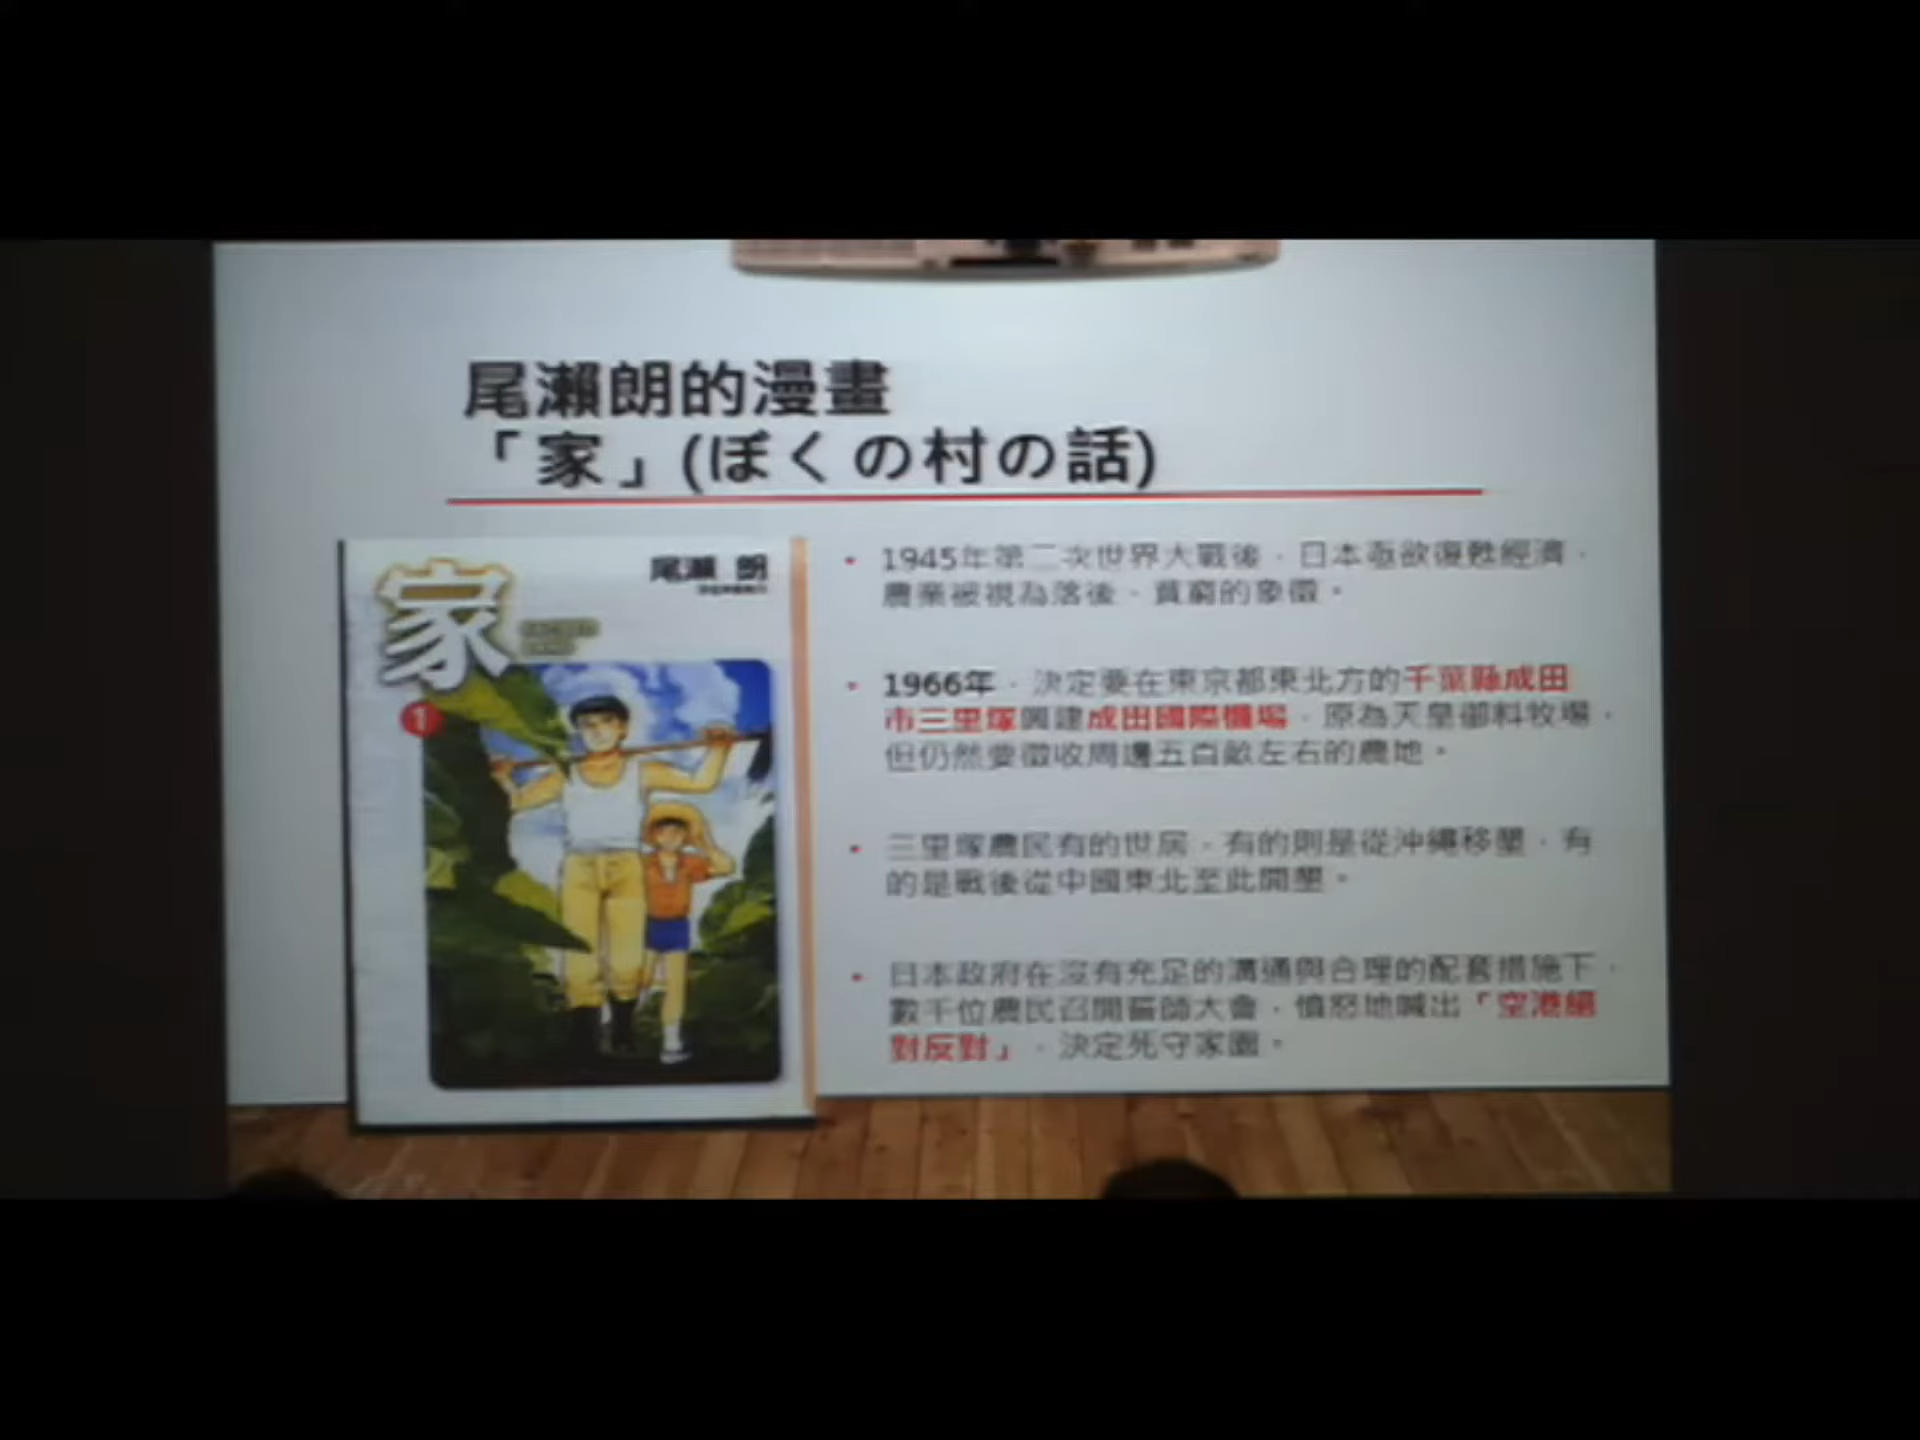 尾瀨朗的漫畫
「家」(ぼくの村の話)
家
尾瀨 朗
1
• 1945年第二次世界大戰後，日本亟欲復甦經濟，
農業被視為落後、貧窮的象徵。
• 1966年，決定要在東京都東北方的千葉縣成田
市三里塚興建成田國際機場，原為天皇御料牧場，
但仍然要徵收周邊五百畝左右的農地。
• 三里塚農民有的世居，有的則是從沖繩移墾，有
的是戰後從中國東北至此開墾。
• 日本政府在沒有充足的溝通與合理的配套措施下，
數千位農民召開誓師大會，憤怒地喊出「空港絕
對反對」，決定死守家園。